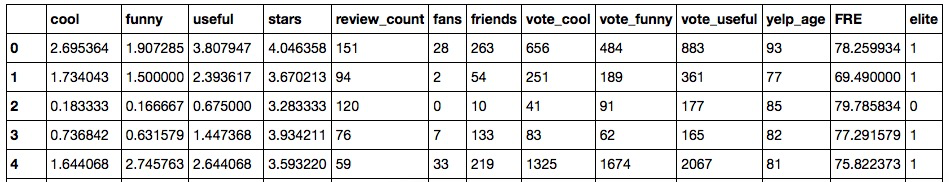 cool funny useful stars review_count fans friends vote_cool vote_funny vote_useful yelp_age FRE elite
0 2.695364 1.907285 3.807947 4.046358 151 28 263 656 484 883 93 78.259934 1
1 1.734043 1.500000 2.393617 3.670213 94 2 54 251 189 361 77 69.490000 1
2 0.183333 0.166667 0.675000 3.283333 120 0 10 41 91 177 85 79.785834 0
3 0.736842 0.631579 1.447368 3.934211 76 7 133 83 62 165 82 77.291579 1
4 1.644068 2.745763 2.644068 3.593220 59 33 219 1325 1674 2067 81 75.822373 1